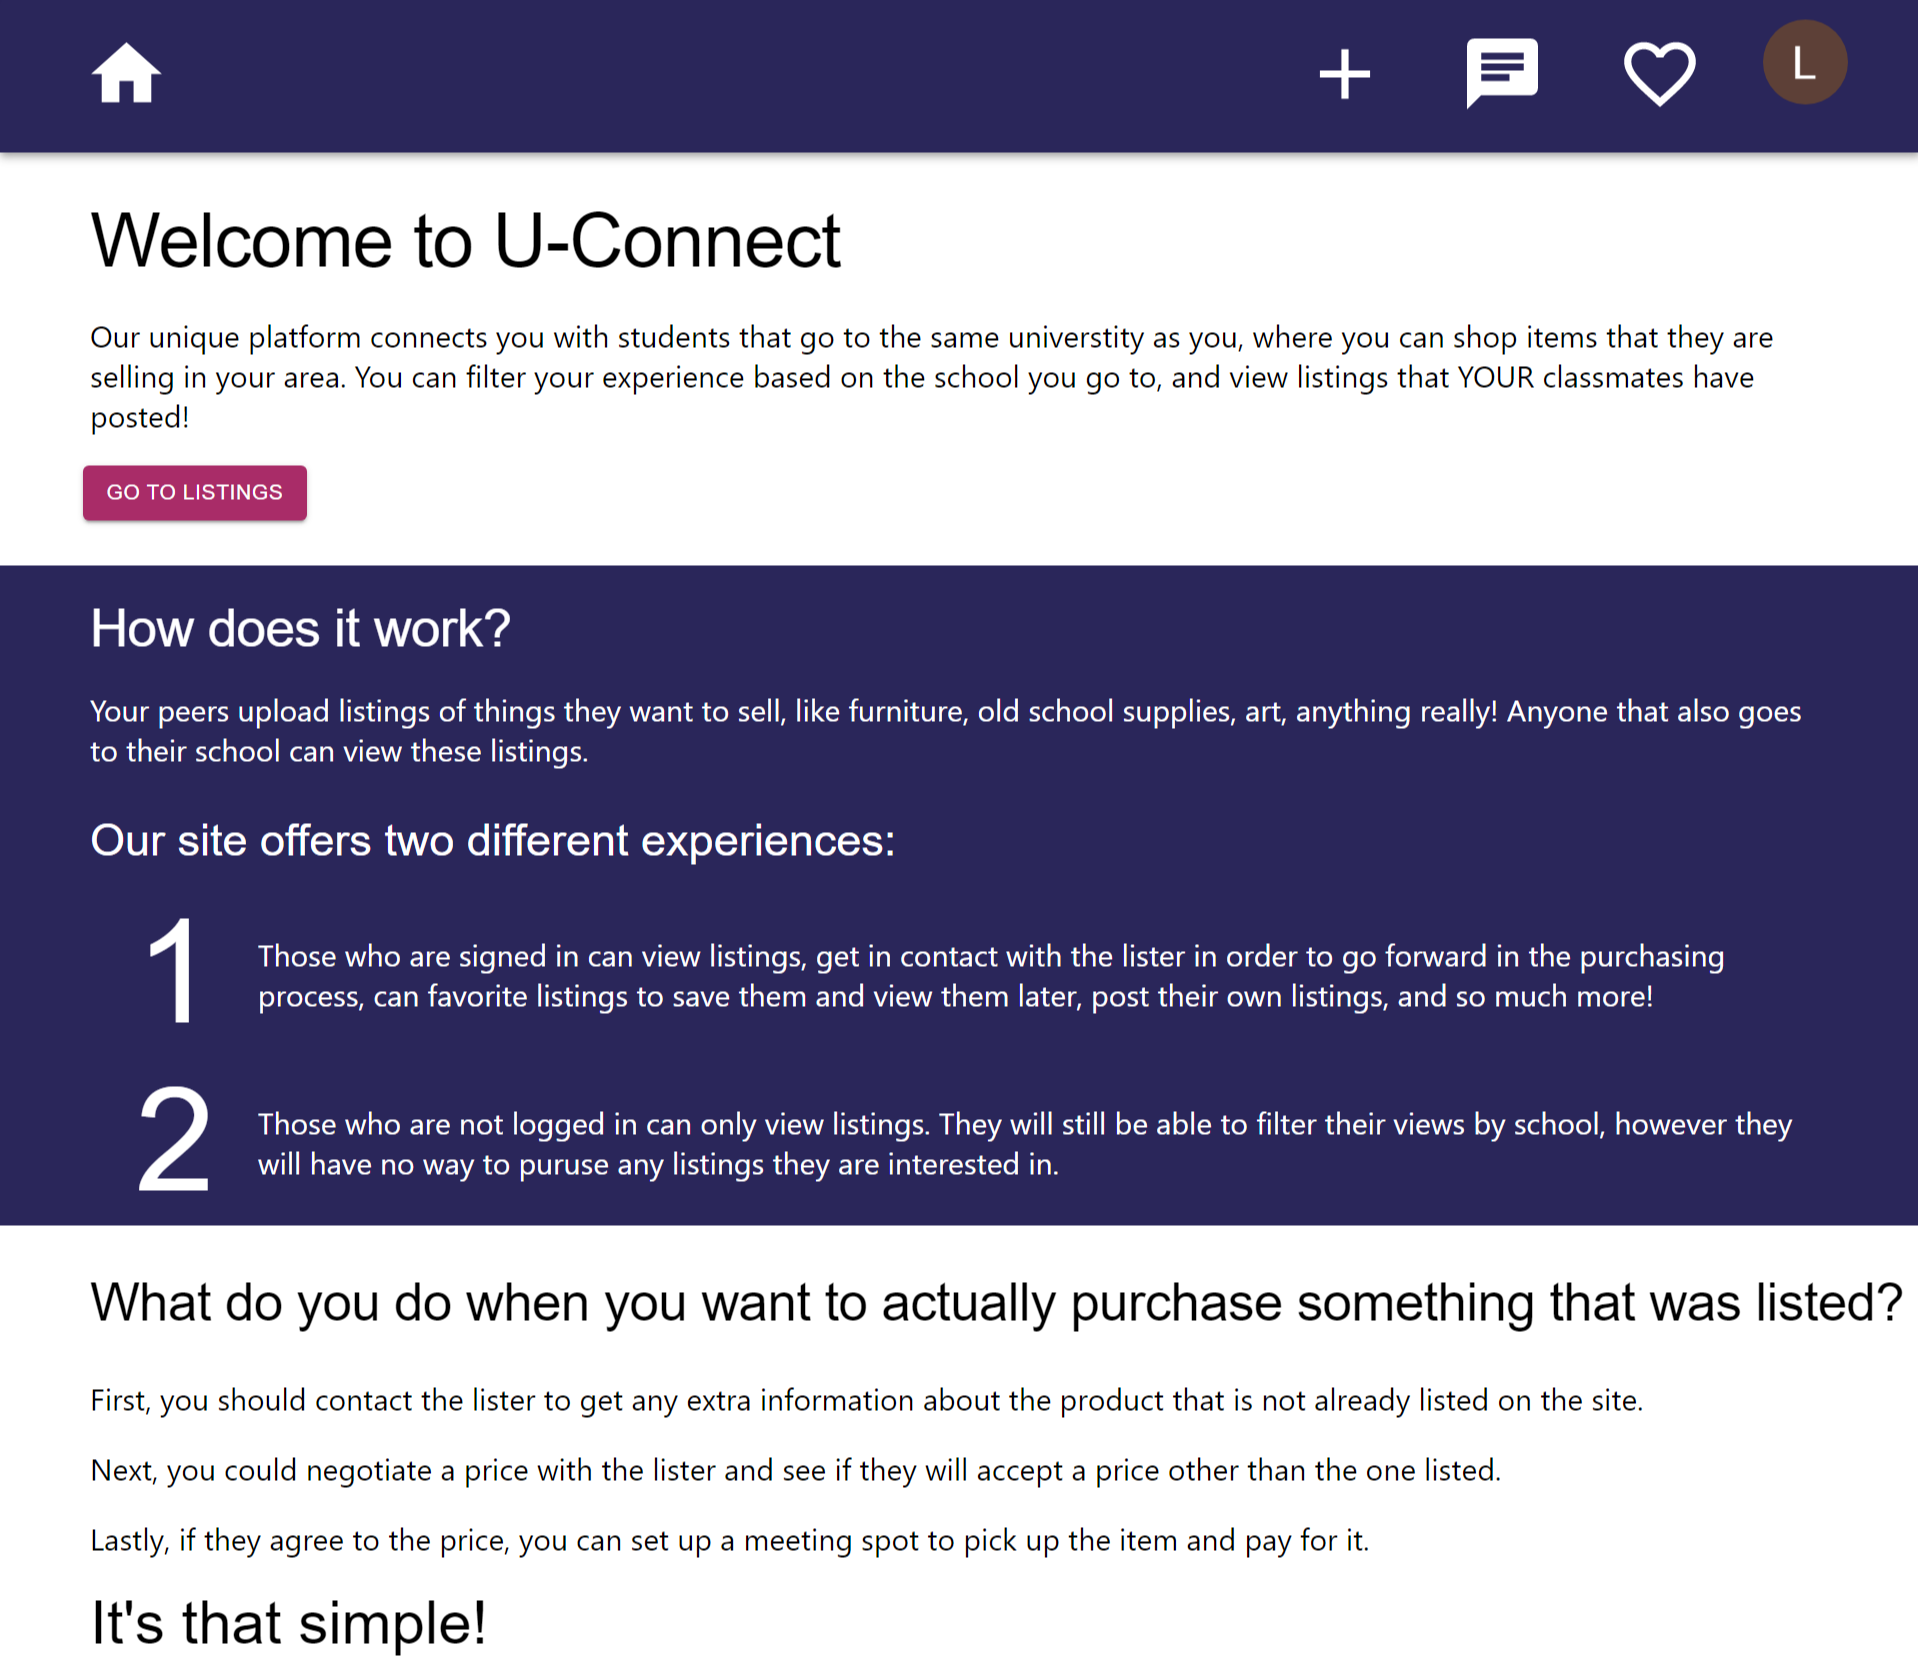 L
Welcome to U-Connect
Our unique platform connects you with students that go to the same universtity as you, where you can shop items that they are
selling in your area. You can filter your experience based on the school you go to, and view listings that YOUR classmates have
posted!
GO TO LISTINGS
How does it work?
Your peers upload listings of things they want to sell, like furniture, old school supplies, art, anything really! Anyone that also goes
to their school can view these listings.
Our site offers two different experiences:
1
Those who are signed in can view listings, get in contact with the lister in order to go forward in the purchasing
process, can favorite listings to save them and view them later, post their own listings, and so much more!
2
Those who are not logged in can only view listings. They will still be able to filter their views by school, however they
will have no way to puruse any listings they are interested in.
What do you do when you want to actually purchase something that was listed?
First, you should contact the lister to get any extra information about the product that is not already listed on the site.
Next, you could negotiate a price with the lister and see if they will accept a price other than the one listed.
Lastly, if they agree to the price, you can set up a meeting spot to pick up the item and pay for it.
It's that simple!